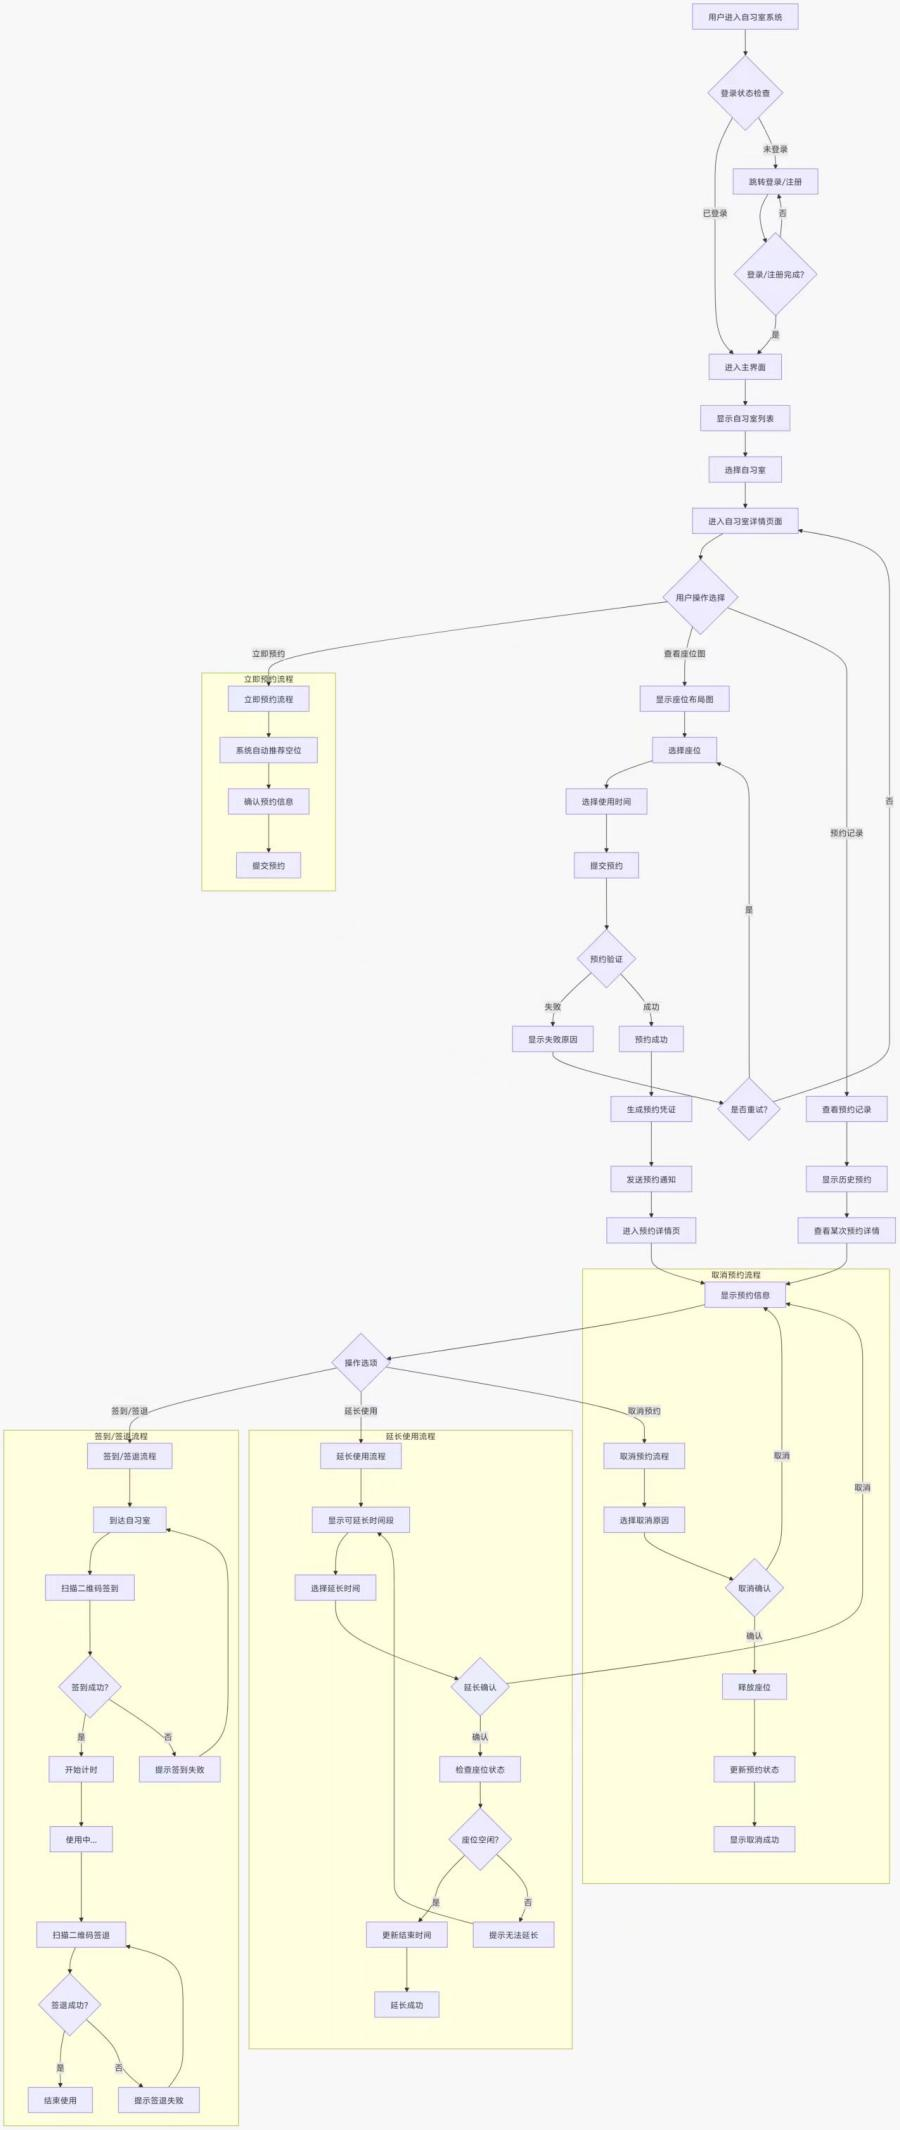 用户进入自习室系统
登录状态检查
未登录
跳转登录/注册
已登录
否
登录/注册完成?
是
进入主界面
显示自习室列表
选择自习室
进入自习室详情页面
用户操作选择
立即预约
查看座位图
立即预约流程
立即预约流程
显示座位布局图
系统自动推荐空位
选择座位
确认预约信息
选择使用时间
否
预约记录
提交预约
提交预约
是
预约验证
失败
成功
显示失败原因
预约成功
生成预约凭证
是否重试?
查看预约记录
发送预约通知
显示历史预约
进入预约详情页
查看某次预约详情
取消预约流程
显示预约信息
操作选项
签到/签退
延长使用
取消预约
签到/签退流程
延长使用流程
签到/签退流程
延长使用流程
取消预约流程
取消
取消
到达自习室
显示可延长时间段
选择取消原因
扫描二维码签到
选择延长时间
取消确认
确认
签到成功?
延长确认
释放座位
是
否
确认
开始计时
提示签到失败
检查座位状态
更新预约状态
使用中...
座位空闲?
显示取消成功
是
否
扫描二维码签退
更新结束时间
提示无法延长
签退成功?
延长成功
是
否
结束使用
提示签退失败